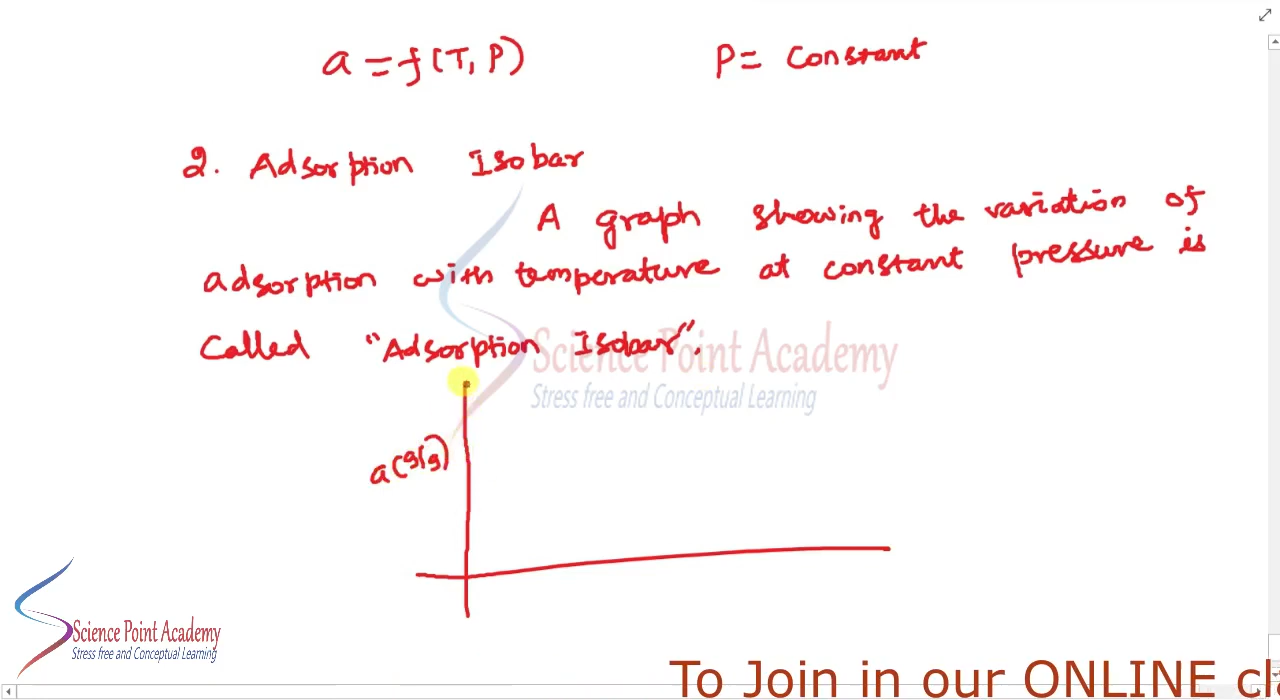 a = f(T, P) P = Constant
2. Adsorption Isobar
A graph showing the variation of
adsorption with temperature at constant pressure is
Called "Adsorption Isobar".
Science Point Academy
Stress free and Conceptual Learning
a(g/g)
Science Point Academy
Stress free and Conceptual Learning
To Join in our ONLINE cl